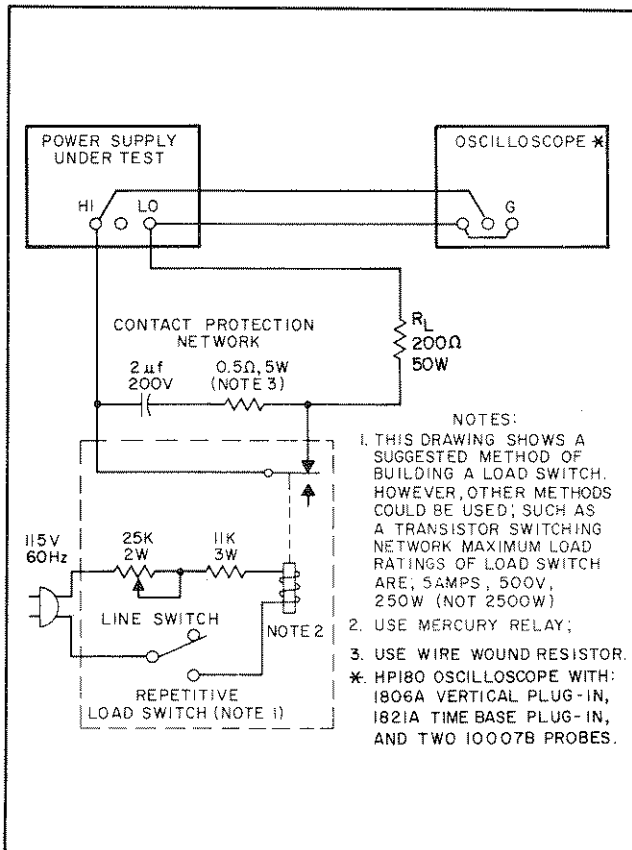 POWER SUPPLY
UNDER TEST
HI
LO
OSCILLOSCOPE *
G
CONTACT PROTECTION
NETWORK
2µf
200V
0.5Ω, 5W
(NOTE 3)
RL
200Ω
50W
115V
60Hz
25K
2W
11K
3W
LINE SWITCH
NOTE 2
REPETITIVE
LOAD SWITCH (NOTE 1)
NOTES:
1. THIS DRAWING SHOWS A
SUGGESTED METHOD OF
BUILDING A LOAD SWITCH.
HOWEVER, OTHER METHODS
COULD BE USED; SUCH AS
A TRANSISTOR SWITCHING
NETWORK MAXIMUM LOAD
RATINGS OF LOAD SWITCH
ARE; 5AMPS, 500V,
250W (NOT 2500W)
2. USE MERCURY RELAY;
3. USE WIRE WOUND RESISTOR.
*. HP180 OSCILLOSCOPE WITH:
1806A VERTICAL PLUG-IN,
1821A TIME BASE PLUG-IN,
AND TWO 10007B PROBES.